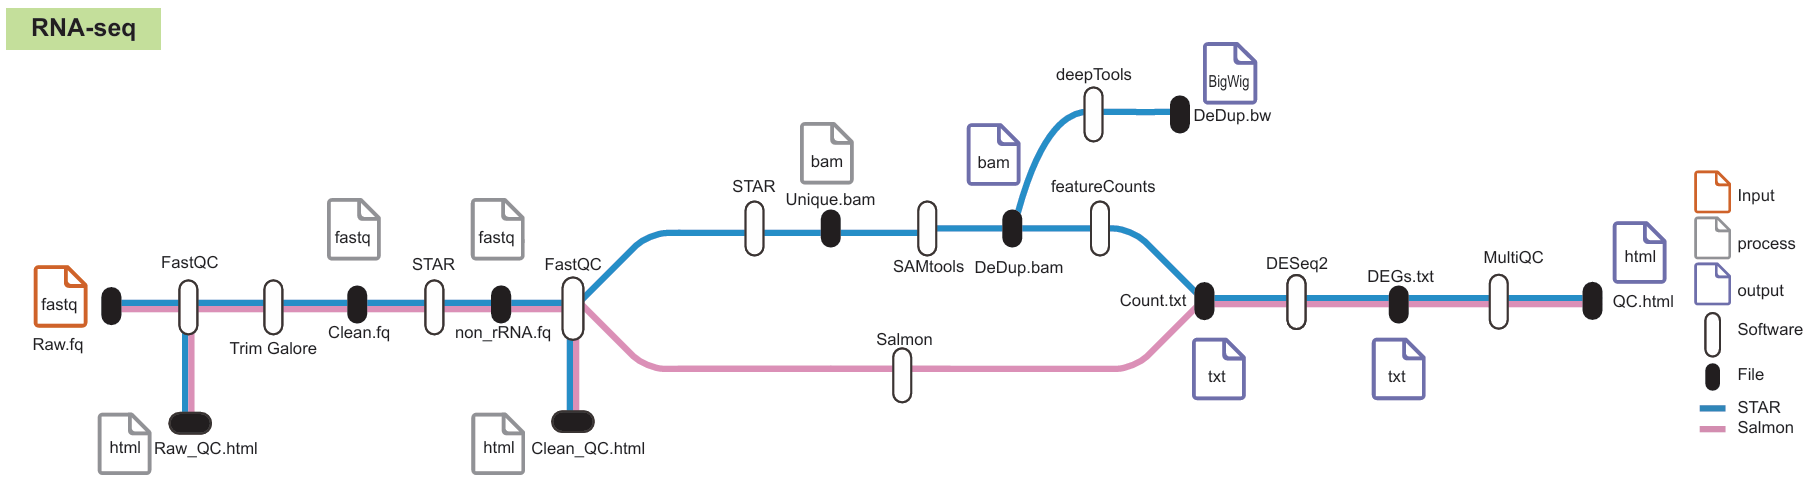 RNA-seq
fastq
Raw.fq
FastQC
html
Raw_QC.html
Trim Galore
fastq
Clean.fq
STAR
fastq
non_rRNA.fq
FastQC
html
Clean_QC.html
STAR
bam
Unique.bam
SAMtools
bam
DeDup.bam
deepTools
BigWig
DeDup.bw
featureCounts
Salmon
Count.txt
txt
DESeq2
DEGs.txt
txt
MultiQC
html
QC.html
Input
process
output
Software
File
STAR
Salmon